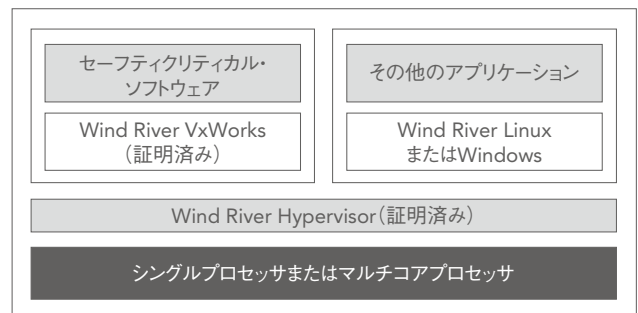 セーフティクリティカル・
ソフトウェア
Wind River VxWorks
（証明済み）
その他のアプリケーション
Wind River Linux
またはWindows
Wind River Hypervisor（証明済み）
シングルプロセッサまたはマルチコアプロセッサ